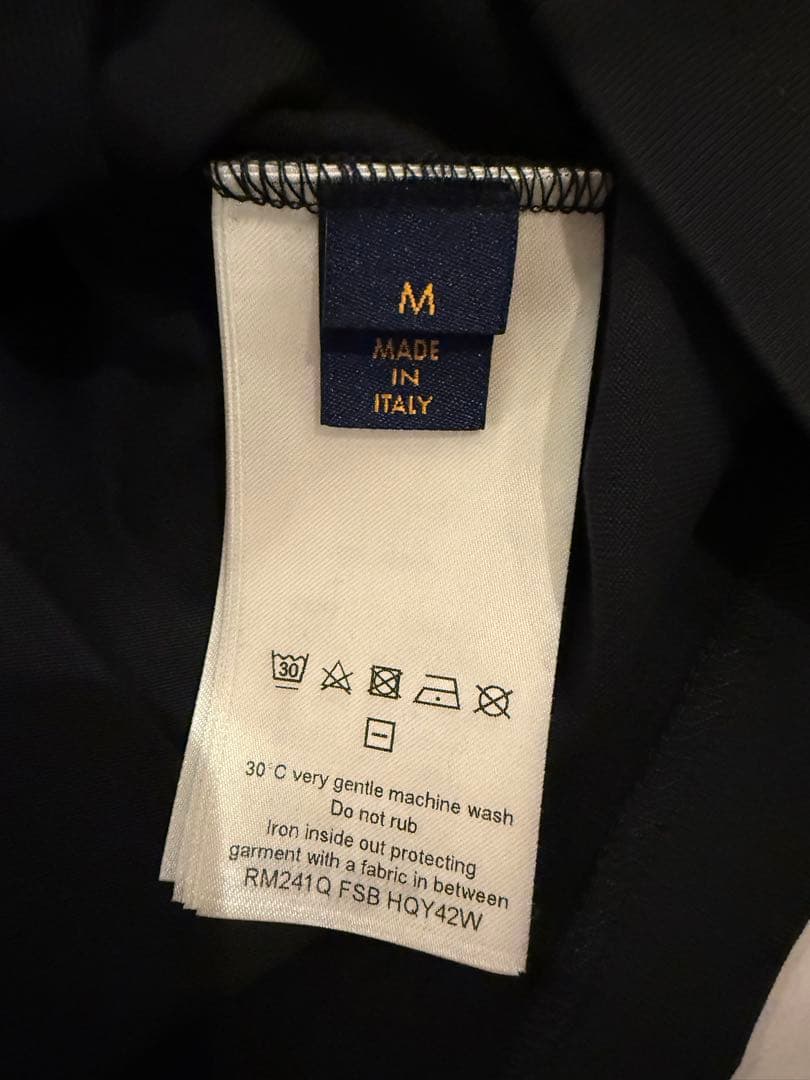 M
MADE
IN
ITALY
30
30°C very gentle machine wash
Do not rub
Iron inside out protecting
garment with a fabric in between
RM241Q FSB HQY42W